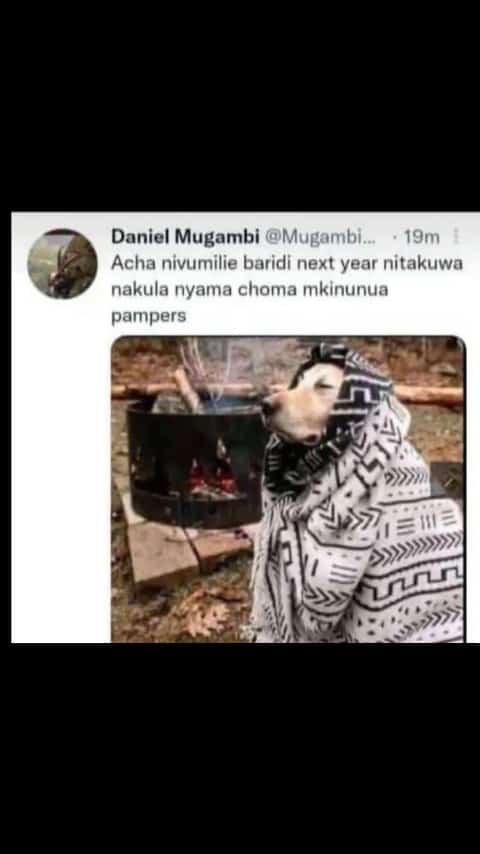 Daniel Mugambi @Mugambi... · 19m
Acha nivumilie baridi next year nitakuwa
nakula nyama choma mkinunua
pampers